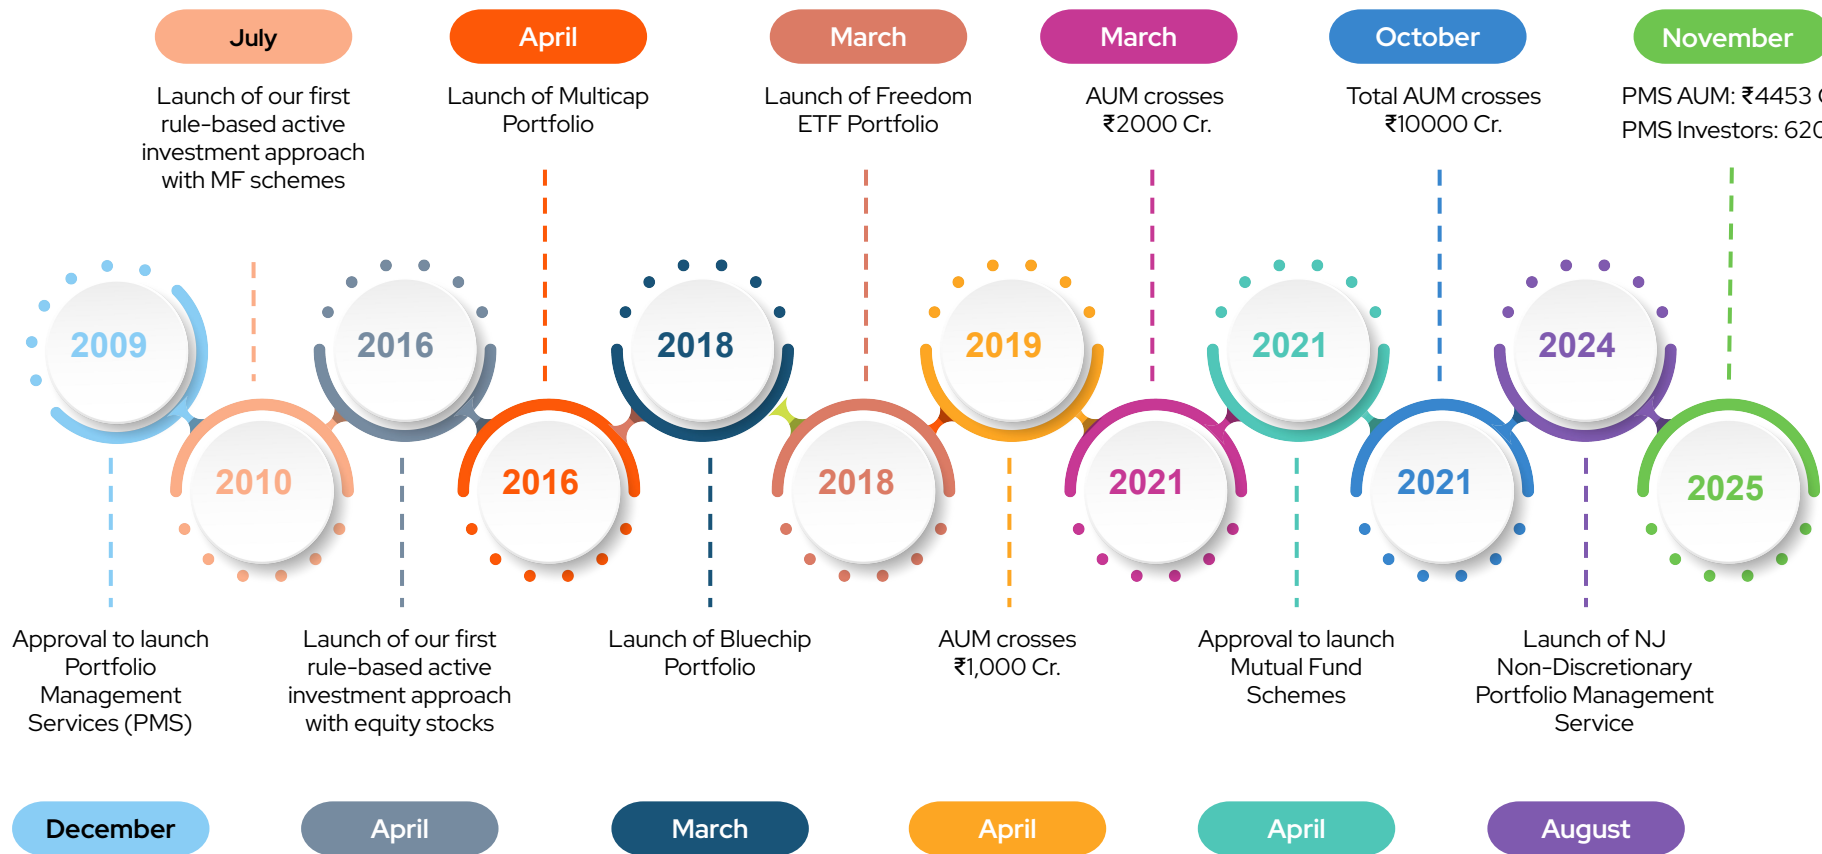 July
April
March
March
October
November
Launch of our first
rule-based active
investment approach
with MF schemes
Launch of Multicap
Portfolio
Launch of Freedom
ETF Portfolio
AUM crosses
₹2000 Cr.
Total AUM crosses
₹10000 Cr.
PMS AUM: ₹4453
PMS Investors:
2009
2016
2018
2019
2021
2024
2010
2016
2018
2021
2021
2025
Approval to launch
Portfolio
Management
Services (PMS)
Launch of our first
rule-based active
investment approach
with equity stocks
Launch of Bluechip
Portfolio
AUM crosses
₹1,000 Cr.
Approval to launch
Mutual Fund
Schemes
Launch of NJ
Non-Discretionary
Portfolio Management
Service
December
April
March
April
April
August